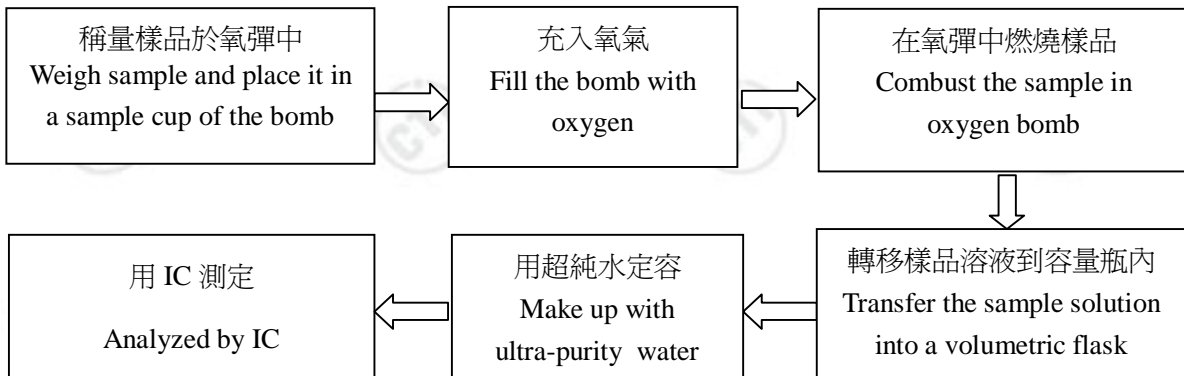 稱量樣品於氧彈中
Weigh sample and place it in
a sample cup of the bomb
充入氧氣
Fill the bomb with
oxygen
在氧彈中燃燒樣品
Combust the sample in
oxygen bomb
轉移樣品溶液到容量瓶內
Transfer the sample solution
into a volumetric flask
用超純水定容
Make up with
ultra-purity water
用 IC 測定
Analyzed by IC